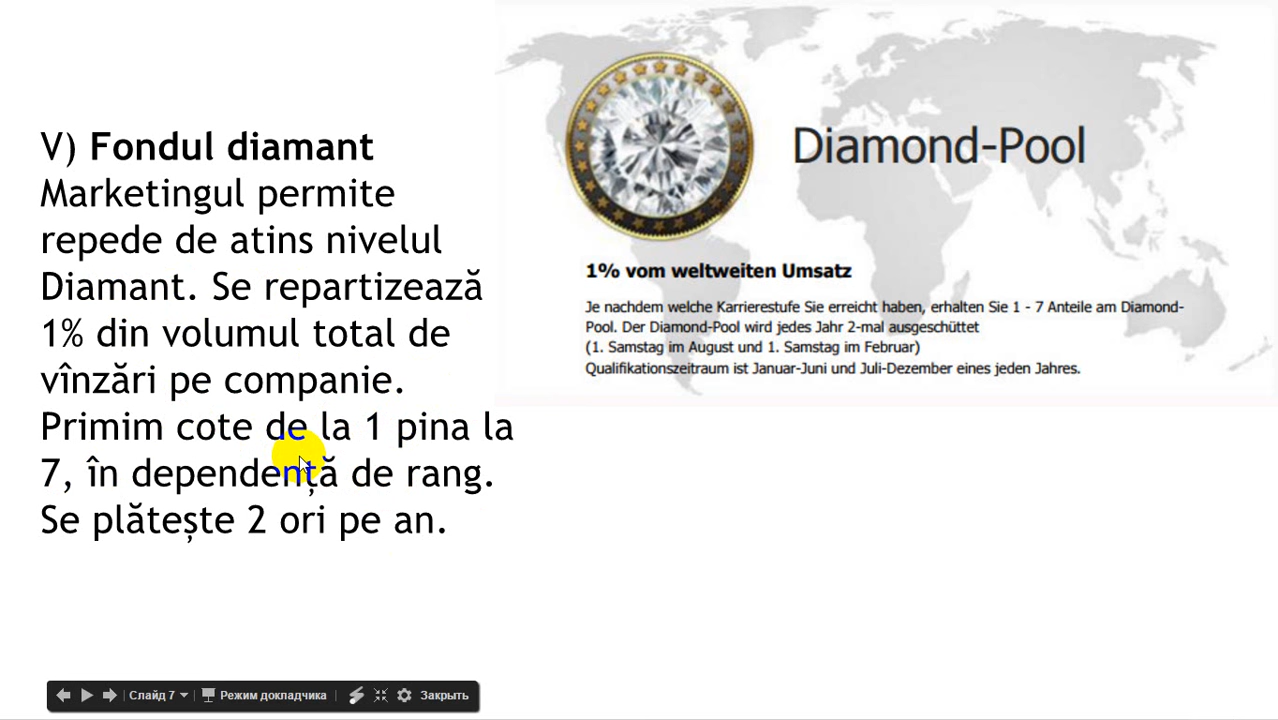 V) Fondul diamant
Marketingul permite
repede de atins nivelul
Diamant. Se repartizează
1% din volumul total de
vînzări pe companie.
Primim cote de la 1 pina la
7, în dependență de rang.
Se plătește 2 ori pe an.
Diamond-Pool
1% vom weltweiten Umsatz
Je nachdem welche Karrierestufe Sie erreicht haben, erhalten Sie 1 - 7 Anteile am Diamond-
Pool. Der Diamond-Pool wird jedes Jahr 2-mal ausgeschüttet
(1. Samstag im August und 1. Samstag im Februar)
Qualifikationszeitraum ist Januar-Juni und Juli-Dezember eines jeden Jahres.
Слайд 7
Режим докладчика
Закрыть